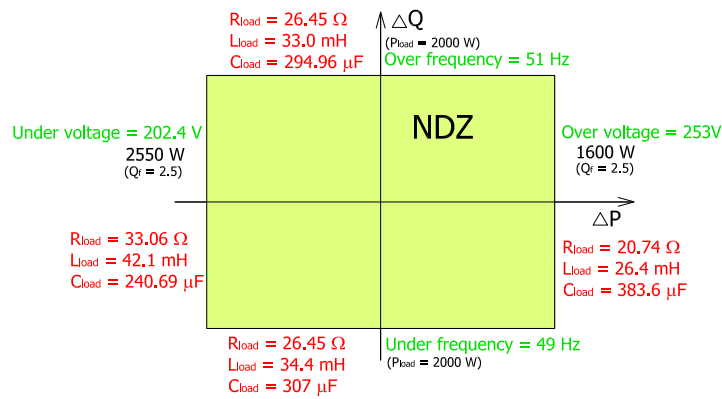 Rload = 26.45 Ω
Lload = 33.0 mH
Cload = 294.96 µF
△Q
(Pload = 2000 W)
Over frequency = 51 Hz
NDZ
Under voltage = 202.4 V
2550 W
(Qf = 2.5)
Over voltage = 253V
1600 W
(Qf = 2.5)
△P
Rload = 33.06 Ω
Lload = 42.1 mH
Cload = 240.69 µF
Rload = 20.74 Ω
Lload = 26.4 mH
Cload = 383.6 µF
Rload = 26.45 Ω
Lload = 34.4 mH
Cload = 307 µF
Under frequency = 49 Hz
(Pload = 2000 W)